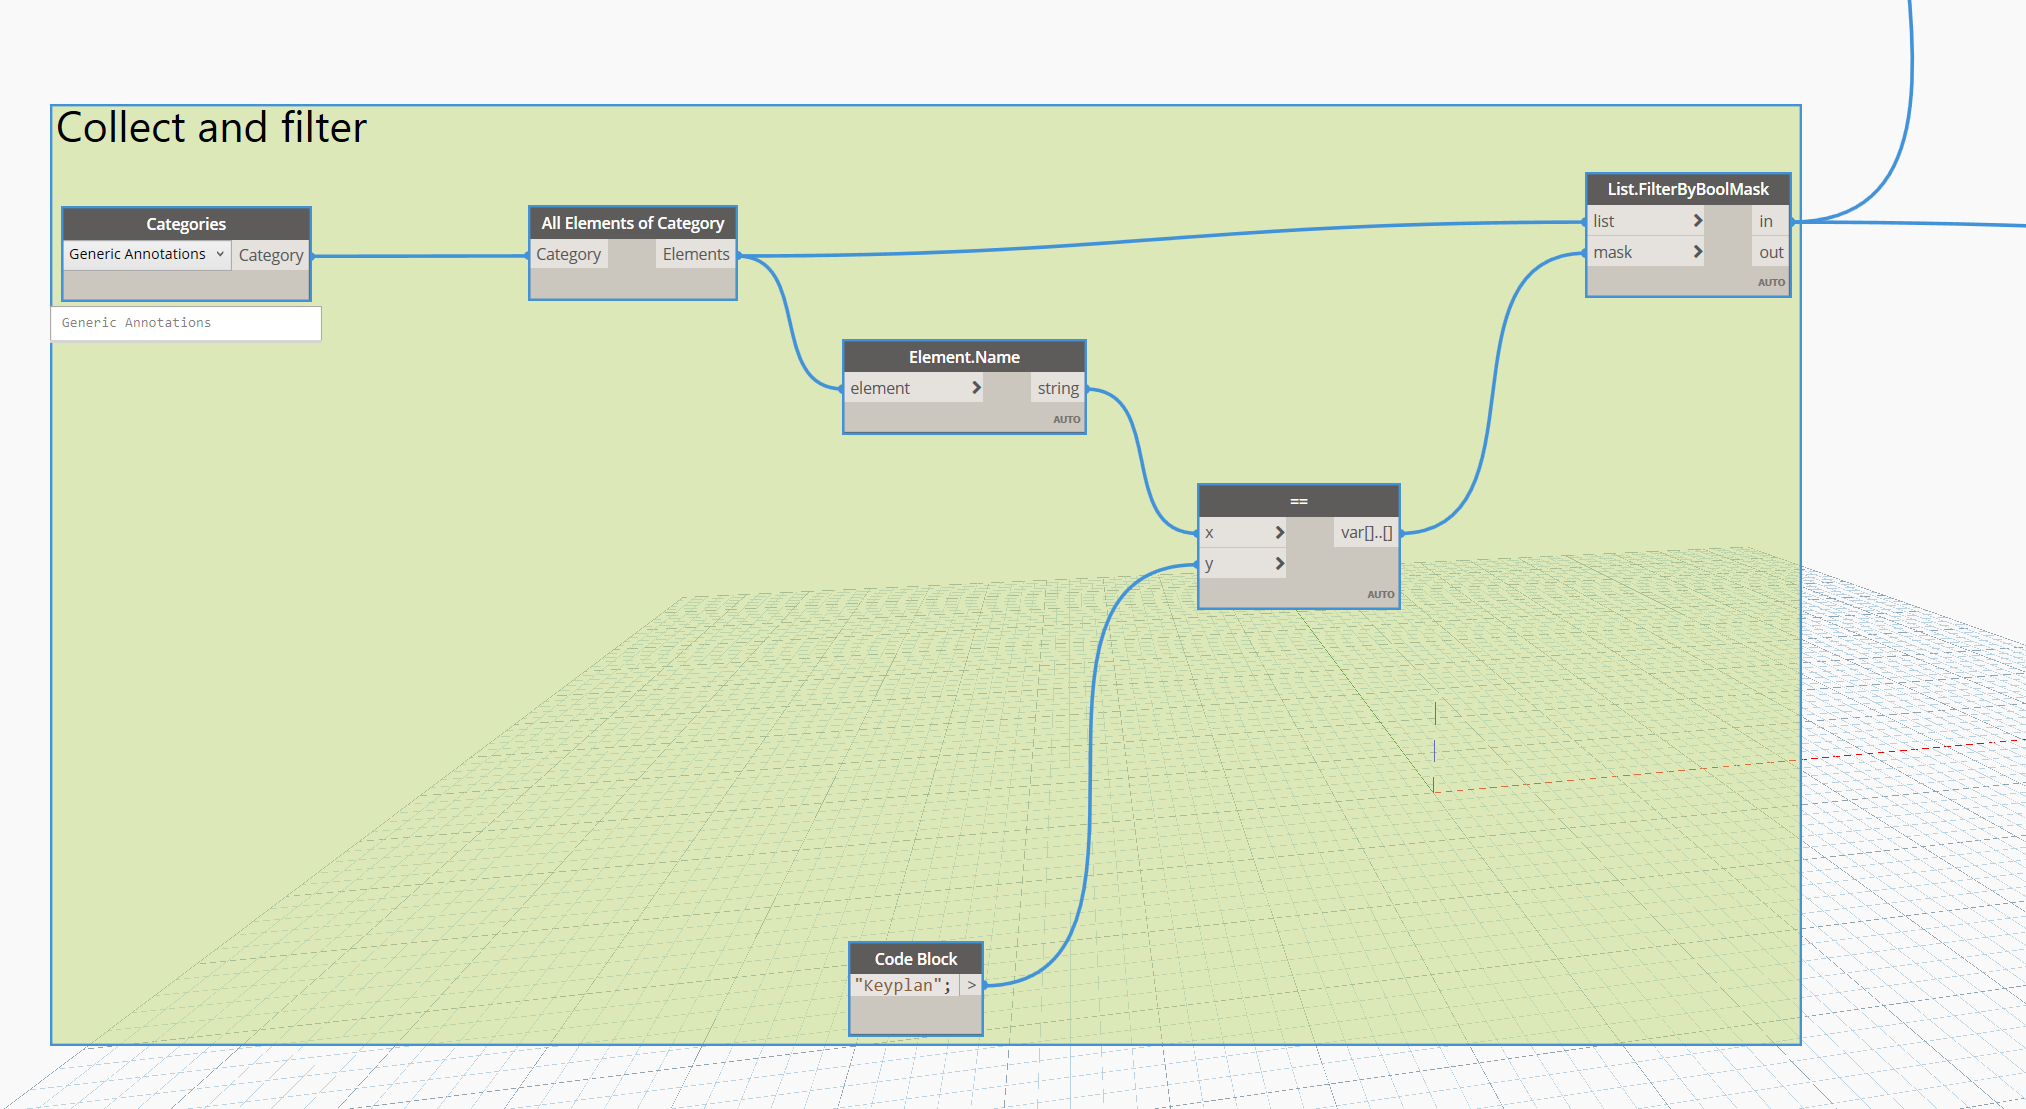 Collect and filter
Categories
Generic Annotations Category
Generic Annotations
All Elements of Category
Category Elements
Element.Name
element > string
AUTO
==
x > var[]..[]
y >
AUTO
List.FilterByBoolMask
list > in
mask > out
AUTO
Code Block
"Keyplan"; >